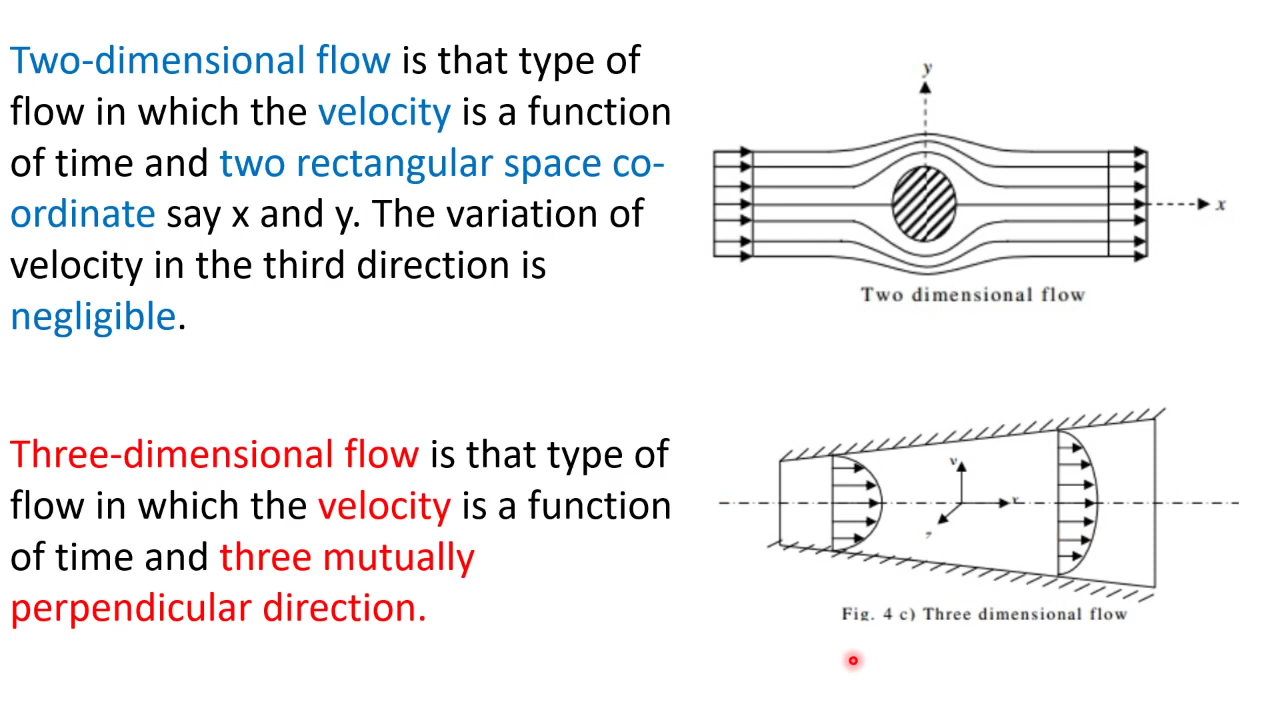 Two-dimensional flow is that type of
flow in which the velocity is a function
of time and two rectangular space co-
ordinate say x and y. The variation of
velocity in the third direction is
negligible.
y
x
Two dimensional flow
Three-dimensional flow is that type of
flow in which the velocity is a function
of time and three mutually
perpendicular direction.
Fig. 4 c) Three dimensional flow